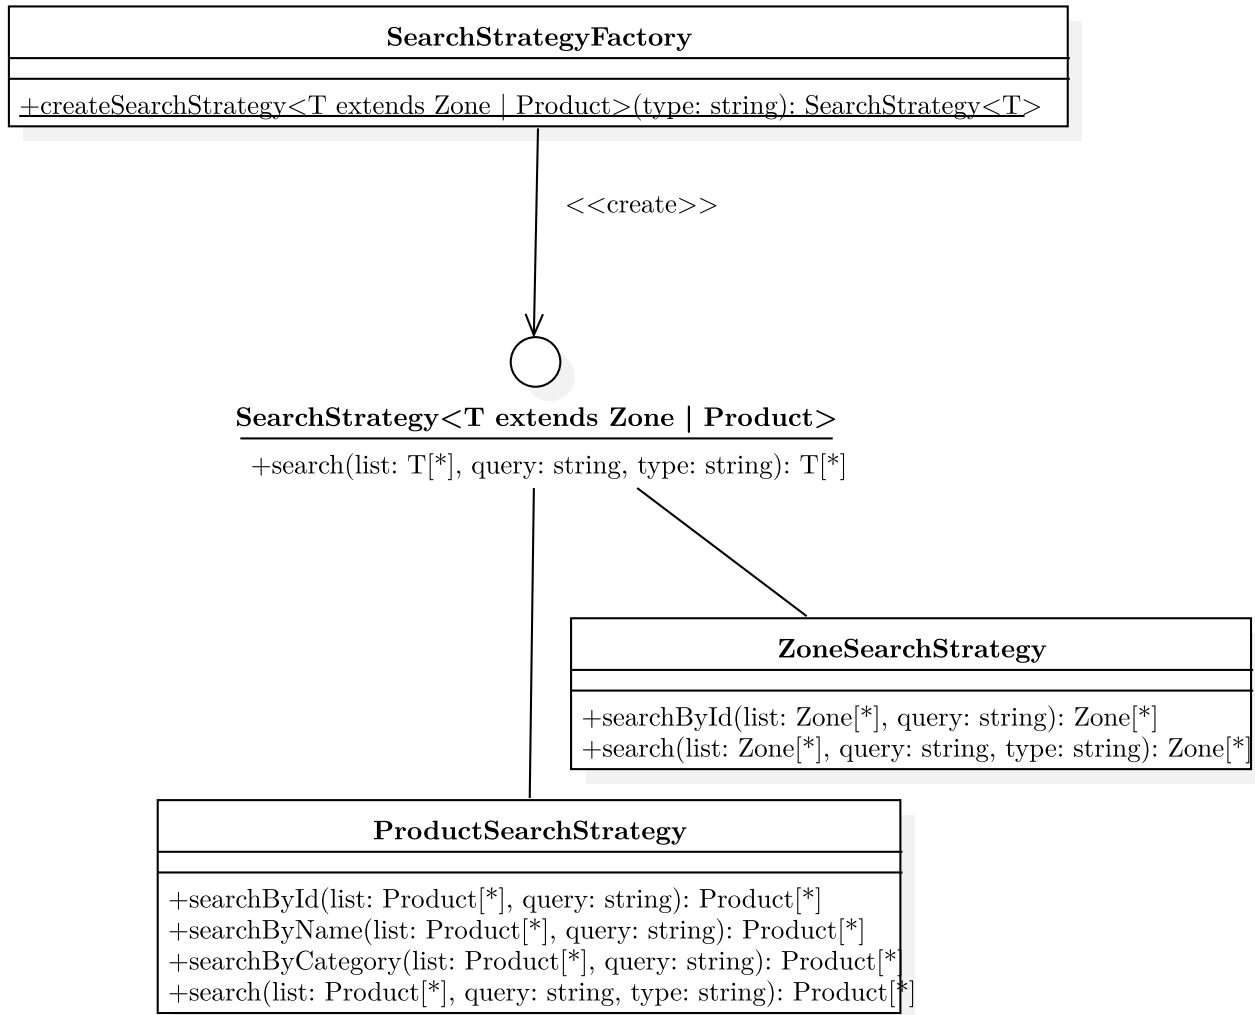 SearchStrategyFactory
+createSearchStrategy<T extends Zone | Product>(type: string): SearchStrategy<T>
<<create>>
SearchStrategy<T extends Zone | Product>
+search(list: T[*], query: string, type: string): T[*]
ZoneSearchStrategy
+searchById(list: Zone[*], query: string): Zone[*]
+search(list: Zone[*], query: string, type: string): Zone[*]
ProductSearchStrategy
+searchById(list: Product[*], query: string): Product[*]
+searchByName(list: Product[*], query: string): Product[*]
+searchByCategory(list: Product[*], query: string): Product[*]
+search(list: Product[*], query: string, type: string): Product[*]